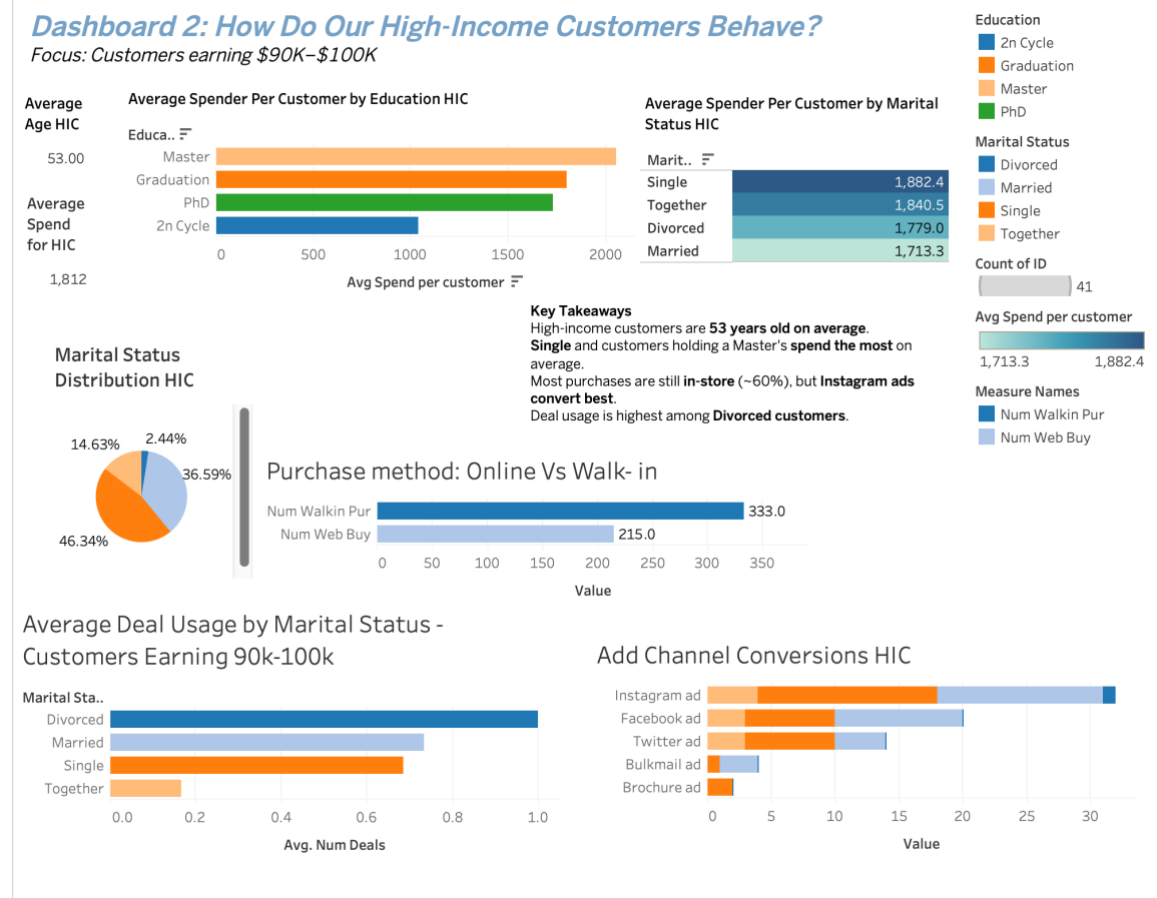 Dashboard 2: How Do Our High-Income Customers Behave?
Focus: Customers earning $90K–$100K
Average
Age HIC
53.00
Average
Spend
for HIC
1,812
Average Spender Per Customer by Education HIC
Educa..
Master
Graduation
PhD
2n Cycle
0 500 1000 1500 2000
Avg Spend per customer
Average Spender Per Customer by Marital
Status HIC
Marit..
Single 1,882.4
Together 1,840.5
Divorced 1,779.0
Married 1,713.3
Education
2n Cycle
Graduation
Master
PhD
Marital Status
Divorced
Married
Single
Together
Count of ID
41
Avg Spend per customer
1,713.3 1,882.4
Measure Names
Num Walkin Pur
Num Web Buy
Key Takeaways
High-income customers are 53 years old on average.
Single and customers holding a Master's spend the most on
average.
Most purchases are still in-store (~60%), but Instagram ads
convert best.
Deal usage is highest among Divorced customers.
Marital Status
Distribution HIC
14.63% 2.44%
36.59%
46.34%
Purchase method: Online Vs Walk- in
Num Walkin Pur 333.0
Num Web Buy 215.0
0 50 100 150 200 250 300 350
Value
Average Deal Usage by Marital Status -
Customers Earning 90k-100k
Marital Sta..
Divorced
Married
Single
Together
0.0 0.2 0.4 0.6 0.8 1.0
Avg. Num Deals
Add Channel Conversions HIC
Instagram ad
Facebook ad
Twitter ad
Bulkmail ad
Brochure ad
0 5 10 15 20 25 30
Value